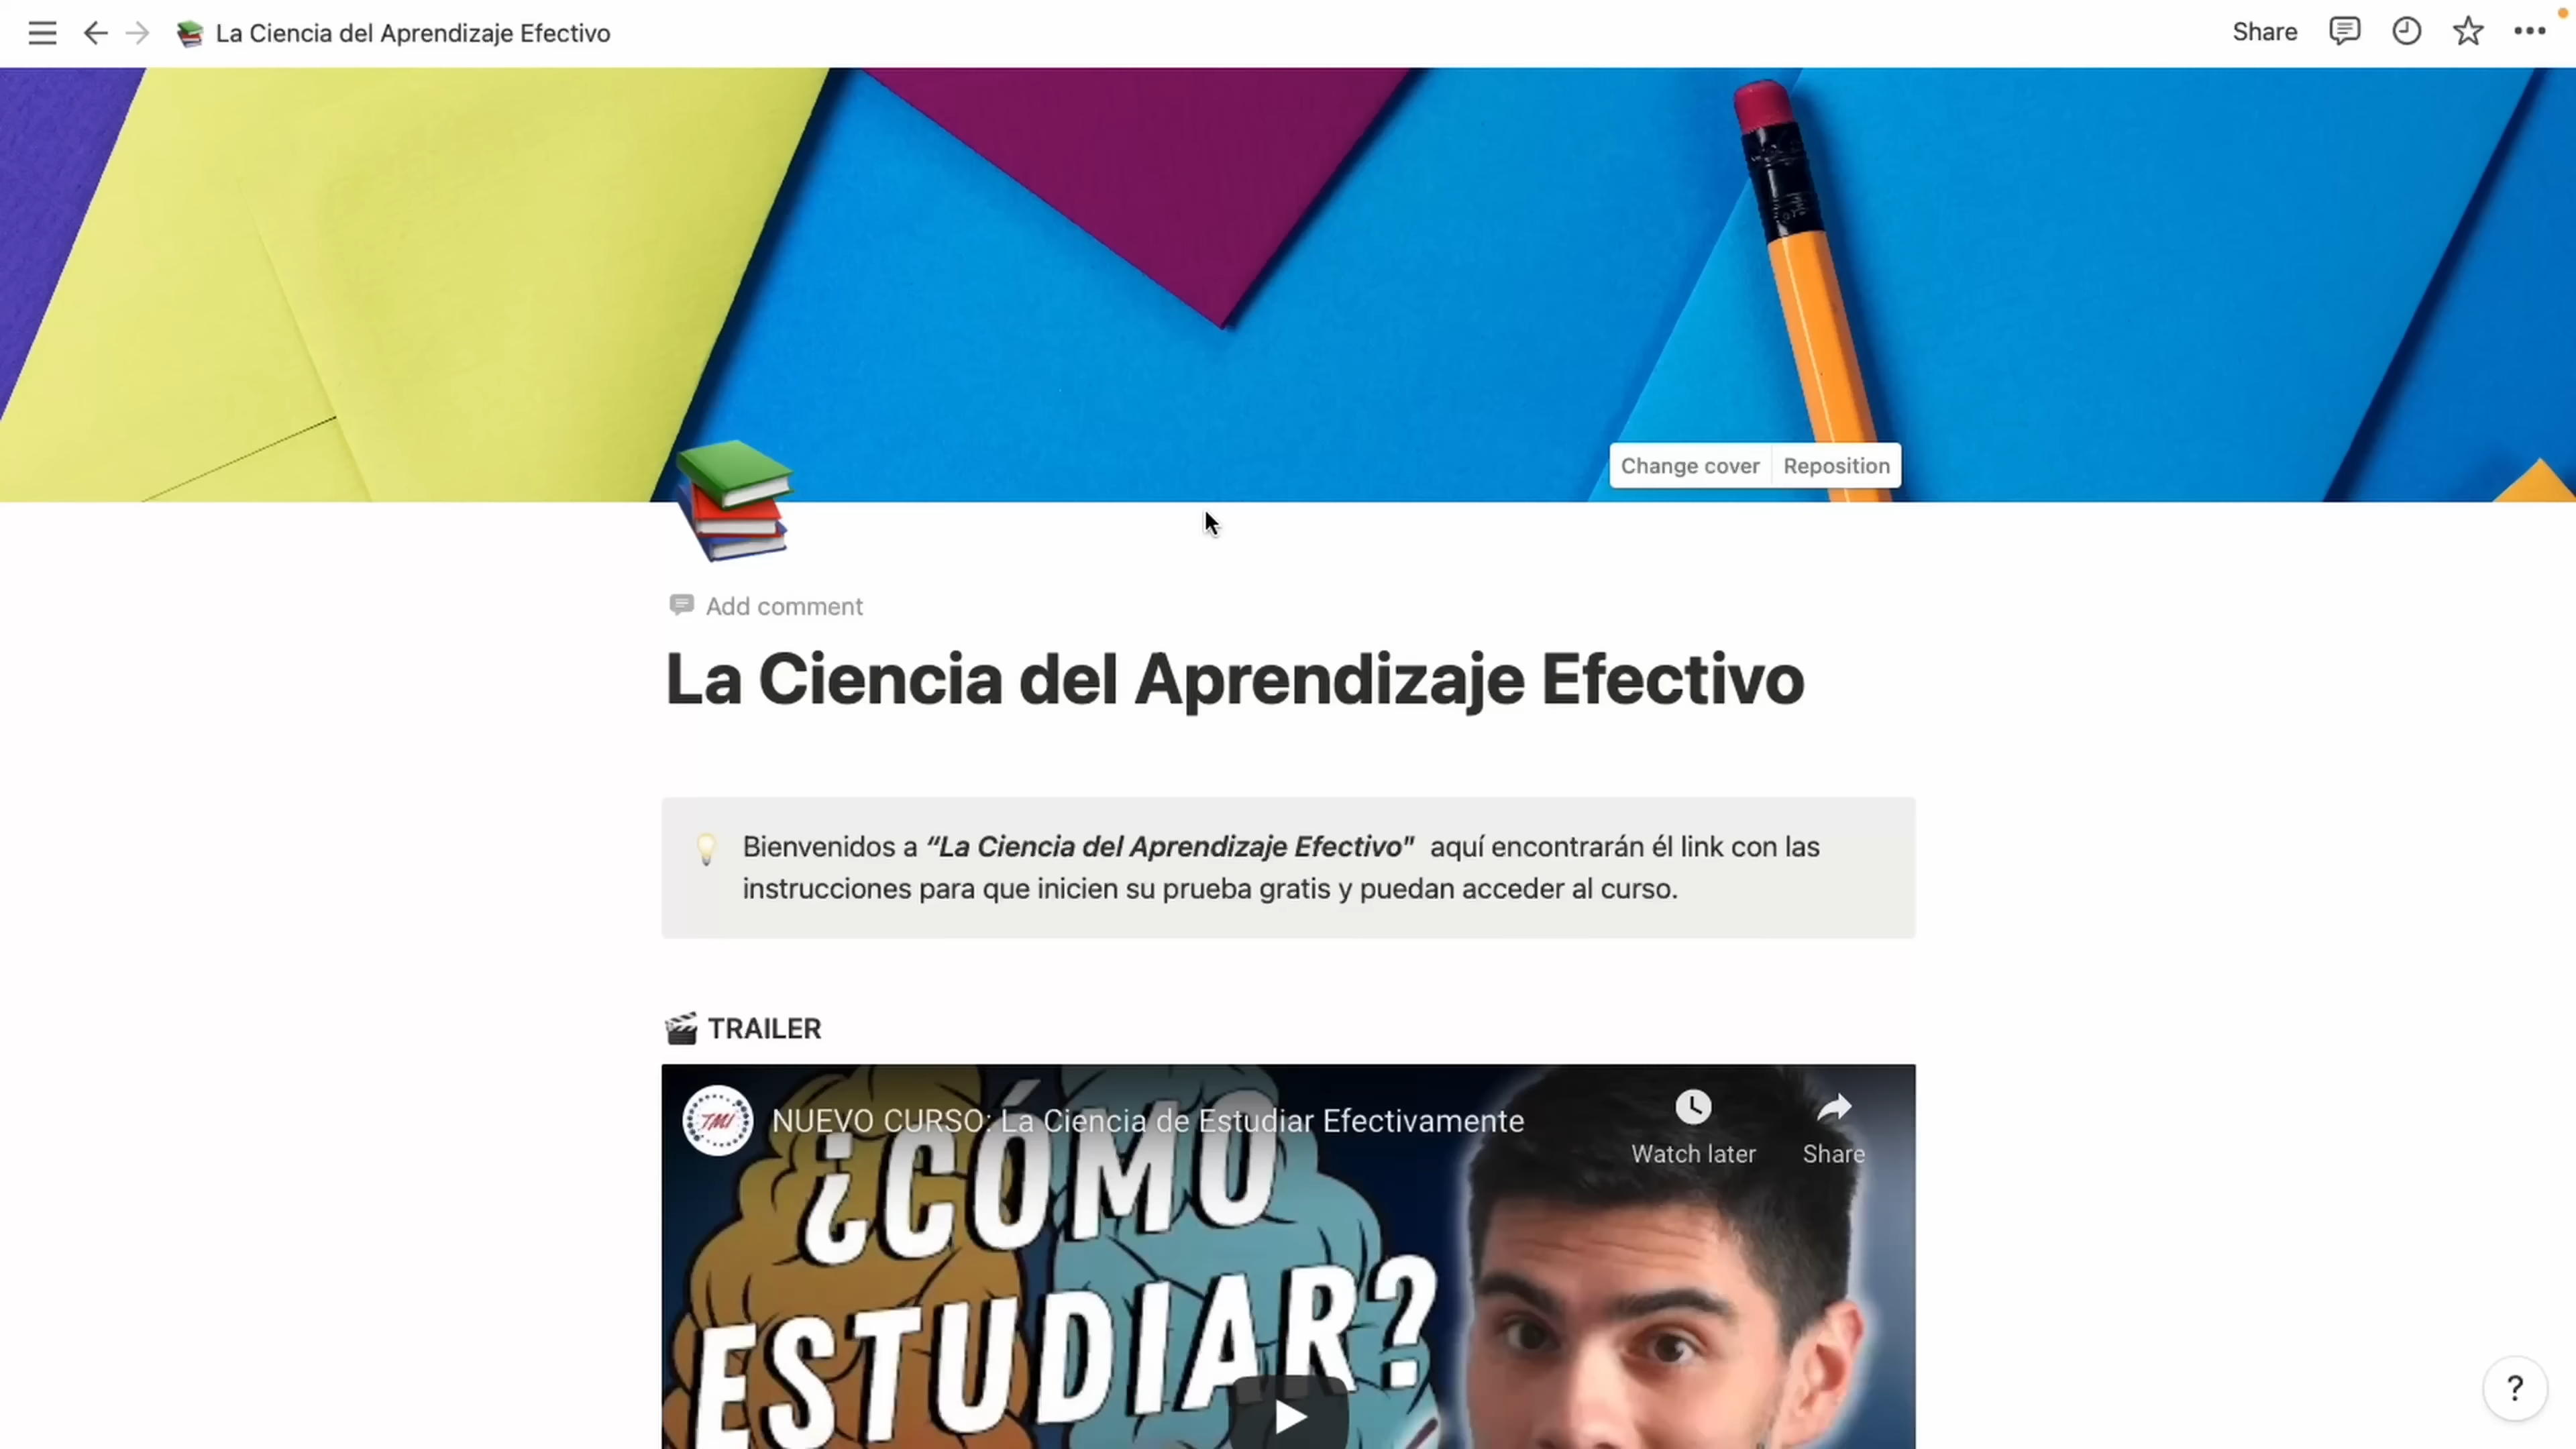 La Ciencia del Aprendizaje Efectivo
Share
Change cover
Reposition
Add comment
La Ciencia del Aprendizaje Efectivo
Bienvenidos a “La Ciencia del Aprendizaje Efectivo" aquí encontrarán él link con las
instrucciones para que inicien su prueba gratis y puedan acceder al curso.
TRAILER
TMI
NUEVO CURSO: La Ciencia de Estudiar Efectivamente
Watch later
Share
¿CÓMO
ESTUDIAR?
?